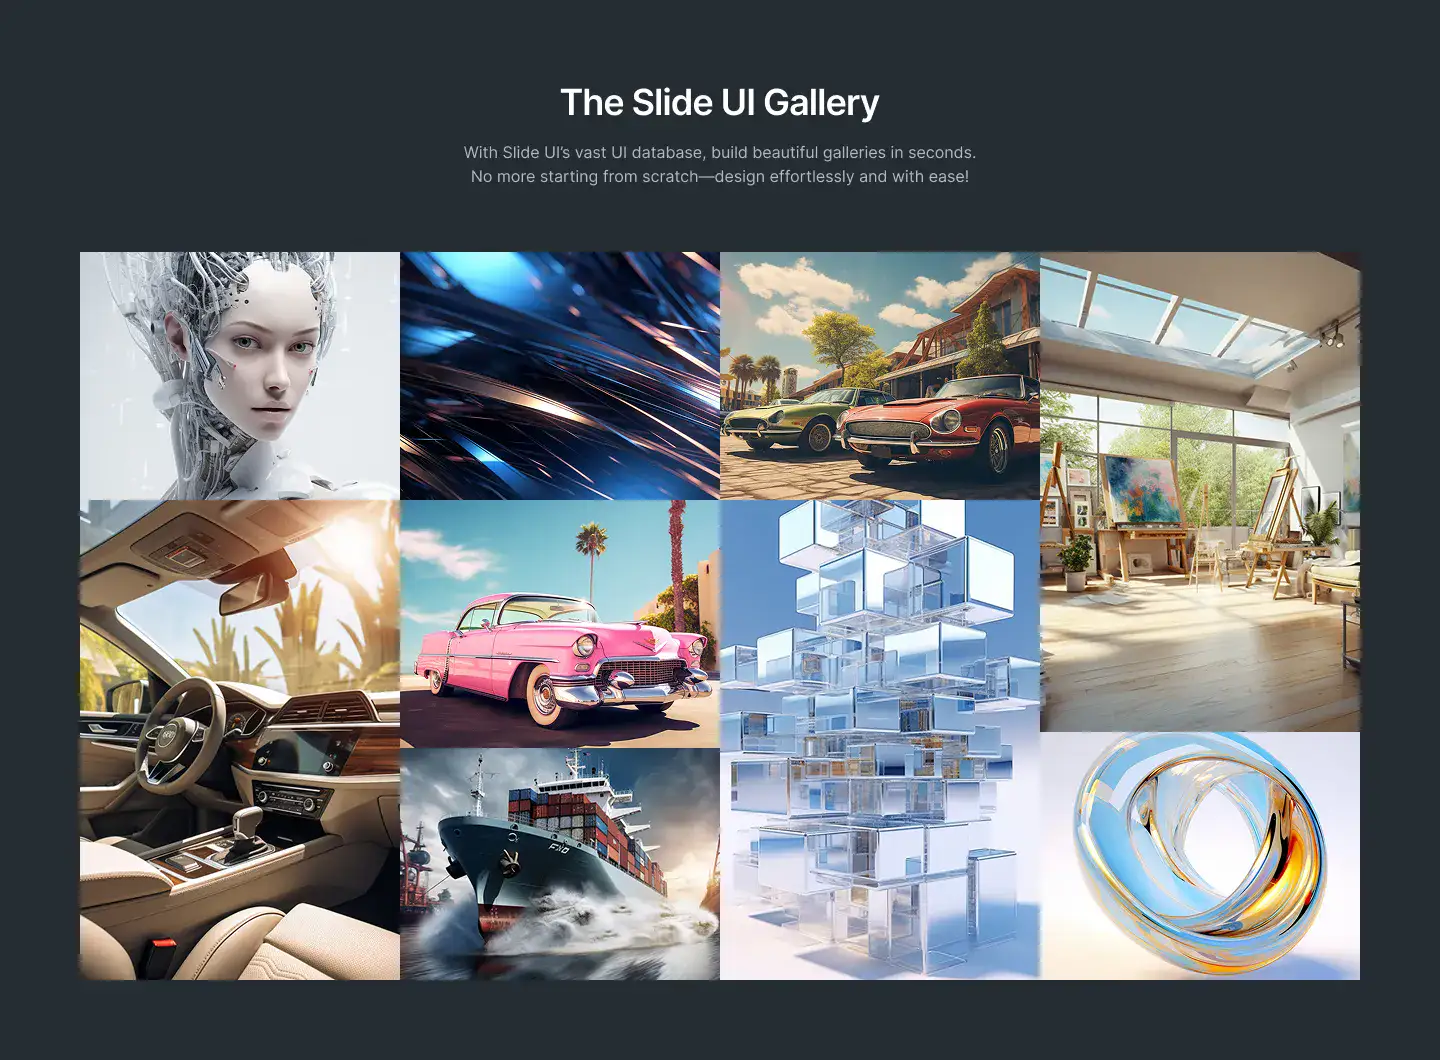 The Slide UI Gallery
With Slide UI’s vast UI database, build beautiful galleries in seconds.
No more starting from scratch—design effortlessly and with ease!